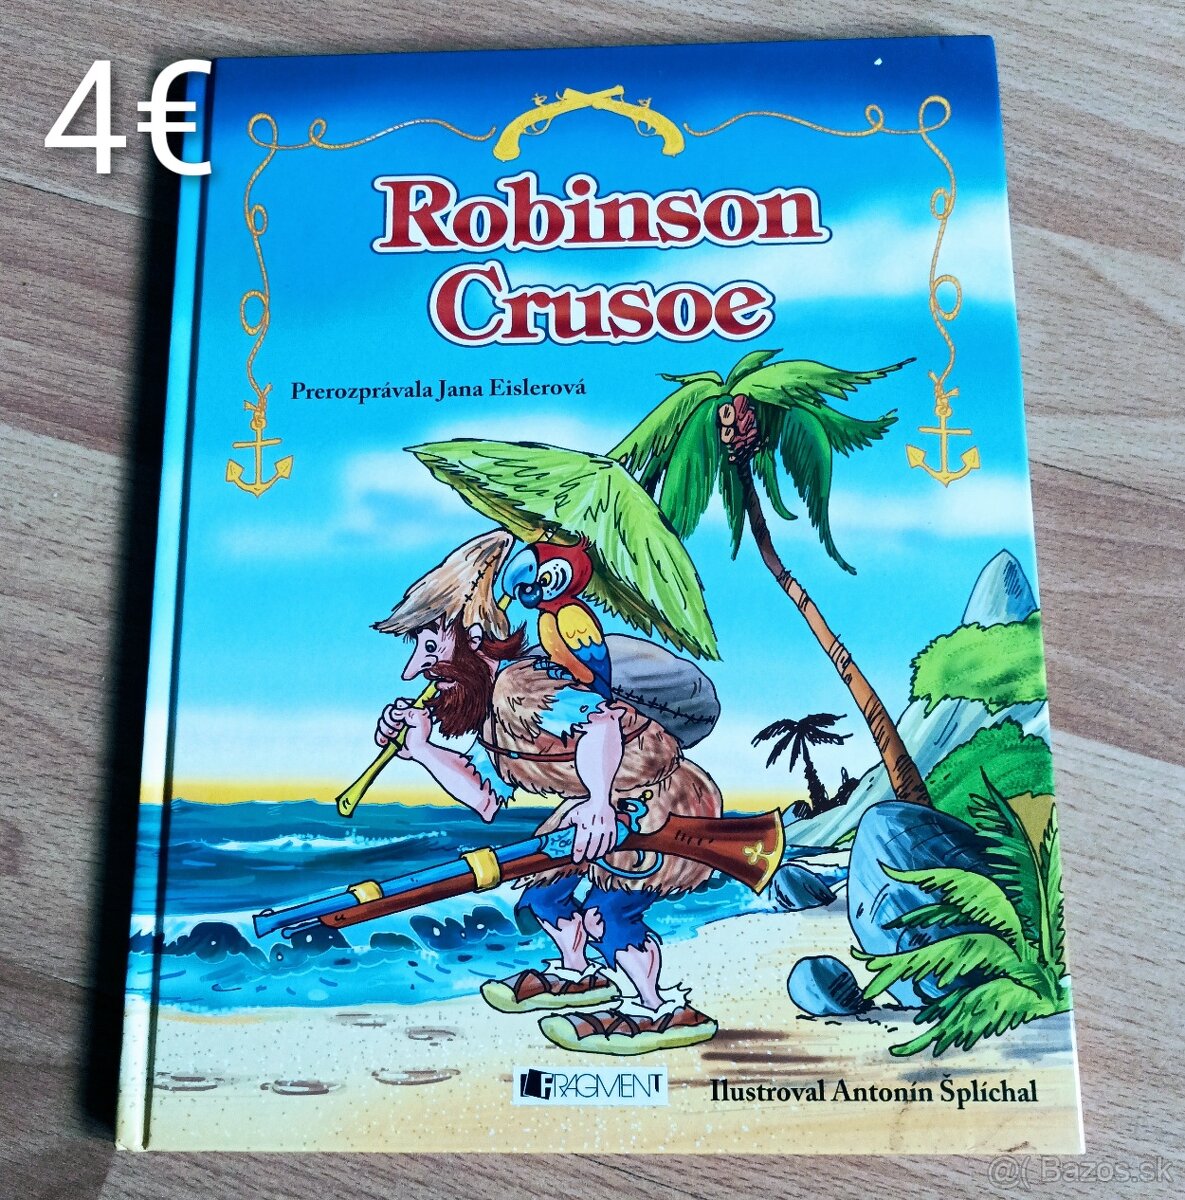 4€
Robinson
Crusoe
Prerozprávala Jana Eislerová
FRAGMENT
Ilustroval Antonín Šplíchal
@( Bazos.sk